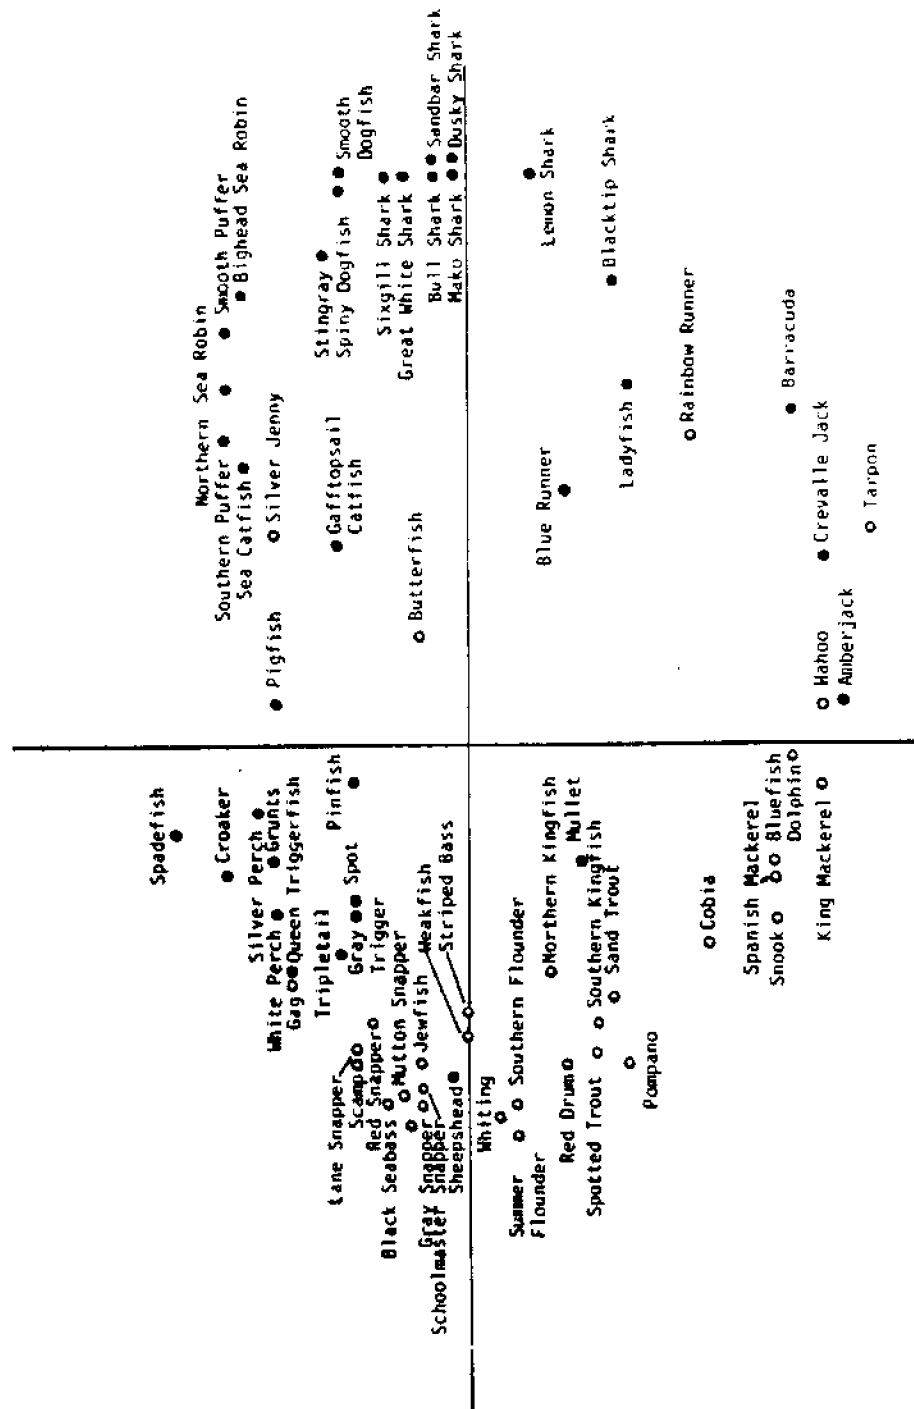 Spadefish
Croaker
Silver Perch
Grunts
White Perch
Queen Triggerfish
Gag
Tripletail
Pinfish
Spot
Gray
Trigger
Lane Snapper
Scamp
Red Snapper
Mutton Snapper
Black Seabass
Jewfish
Weakfish
Striped Bass
Gray Snapper
Schoolmaster Snapper
Sheepshead
Northern Sea Robin
Smooth Puffer
Southern Puffer
Bighead Sea Robin
Sea Catfish
Silver Jenny
Pigfish
Stingray
Smooth
Dogfish
Spiny Dogfish
Gafftopsail
Catfish
Sixgill Shark
Great White Shark
Butterfish
Bull Shark
Sandbar Shark
Mako Shark
Dusky Shark
Whiting
Southern Flounder
Summer
Flounder
Northern Kingfish
Mullet
Red Drum
Southern Kingfish
Spotted Trout
Sand Trout
Pompano
Cobia
Spanish Mackerel
Snook
Bluefish
Dolphin
King Mackerel
Lemon Shark
Blue Runner
Blacktip Shark
Ladyfish
Rainbow Runner
Barracuda
Crevalle Jack
Wahoo
Amberjack
Tarpon